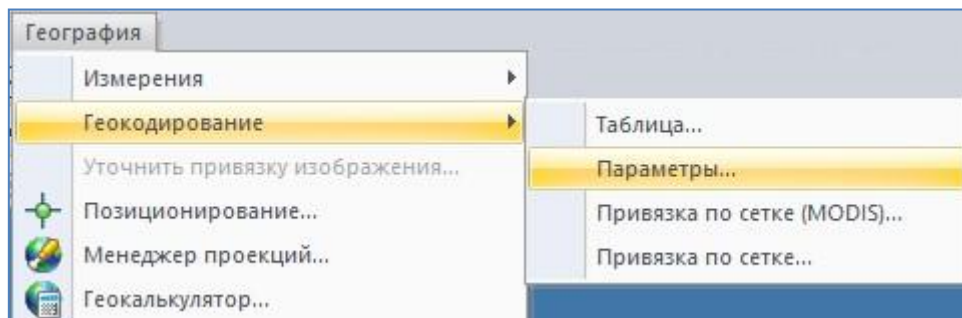 География
Измерения
Геокодирование
Уточнить привязку изображения...
Позиционирование...
Менеджер проекций...
Геокалькулятор...
Таблица...
Параметры...
Привязка по сетке (MODIS)...
Привязка по сетке...